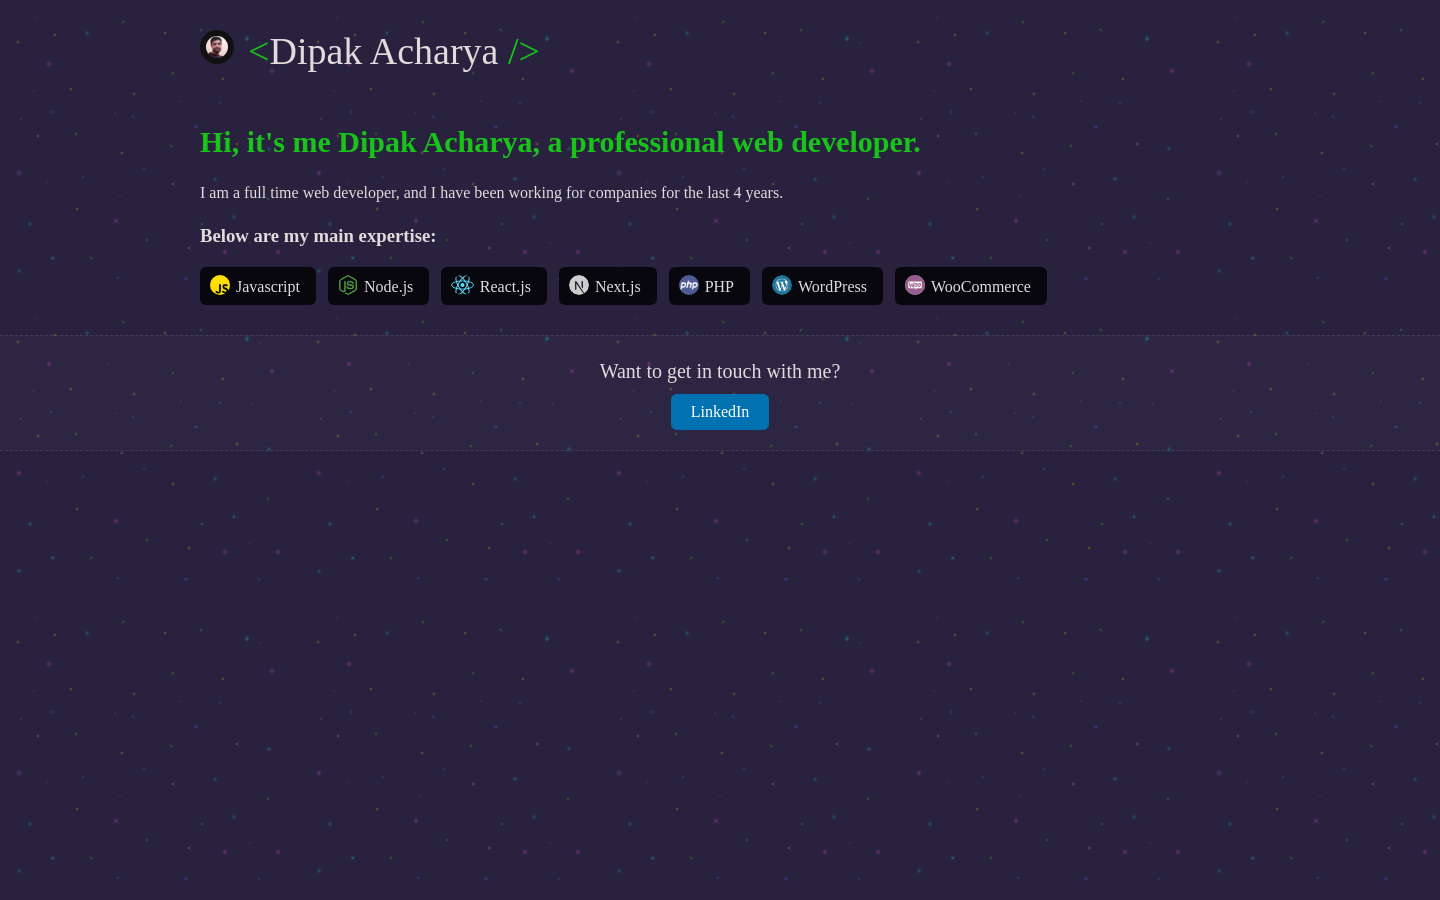 <Dipak Acharya />
Hi, it's me Dipak Acharya, a professional web developer.
I am a full time web developer, and I have been working for companies for the last 4 years.
Below are my main expertise:
JS Javascript JS Node.js React.js N Next.js php PHP W WordPress Woo WooCommerce
Want to get in touch with me?
LinkedIn